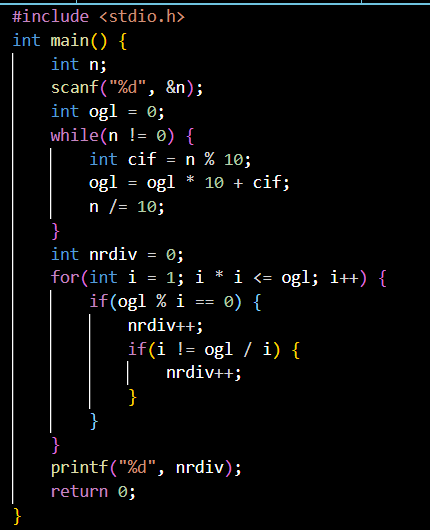 #include <stdio.h>
int main() {
    int n;
    scanf("%d", &n);
    int ogl = 0;
    while(n != 0) {
        int cif = n % 10;
        ogl = ogl * 10 + cif;
        n /= 10;
    }
    int nrdiv = 0;
    for(int i = 1; i * i <= ogl; i++) {
        if(ogl % i == 0) {
            nrdiv++;
            if(i != ogl / i) {
                nrdiv++;
            }
        }
    }
    printf("%d", nrdiv);
    return 0;
}